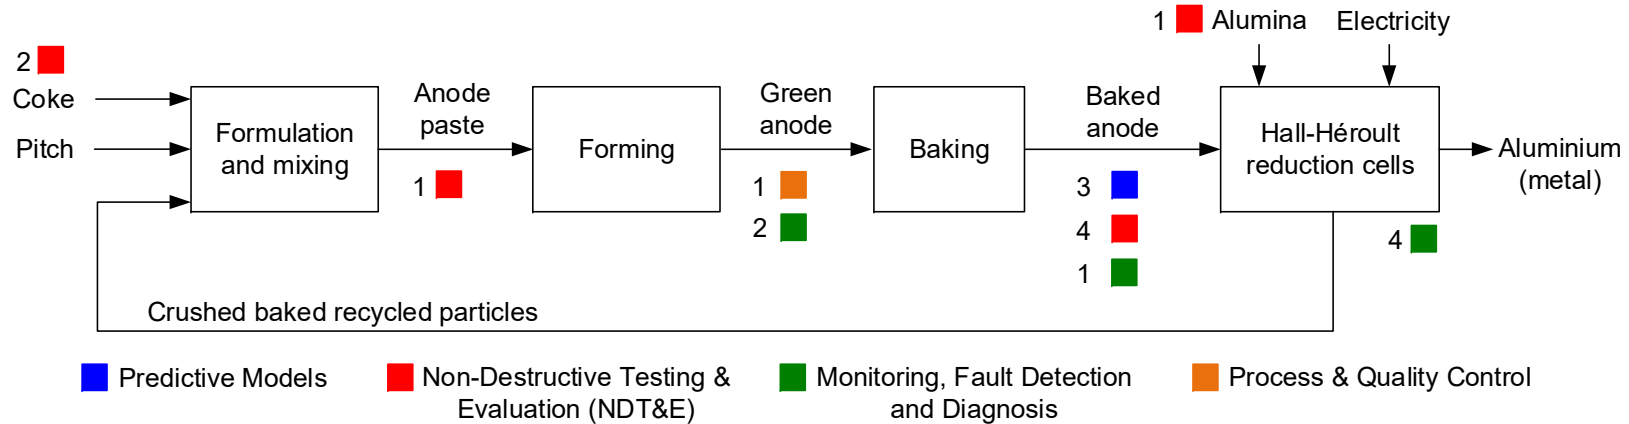 1
Alumina
Electricity
2
Coke
Pitch
Formulation
and mixing
Anode
paste
1
Forming
Green
anode
1
2
Baking
Baked
anode
3
4
1
Hall-Héroult
reduction cells
4
Aluminium
(metal)
Crushed baked recycled particles
Predictive Models
Non-Destructive Testing &
Evaluation (NDT&E)
Monitoring, Fault Detection
and Diagnosis
Process & Quality Control